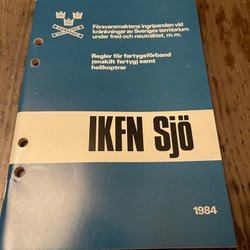 Försvarsmaktens ingripanden vid
kränkningar av Sveriges territorium
under fred och neutralitet, m.m.
Regler för fartygsförband
(enskilt fartyg) samt
helikoptrar
IKFN Sjö
1984